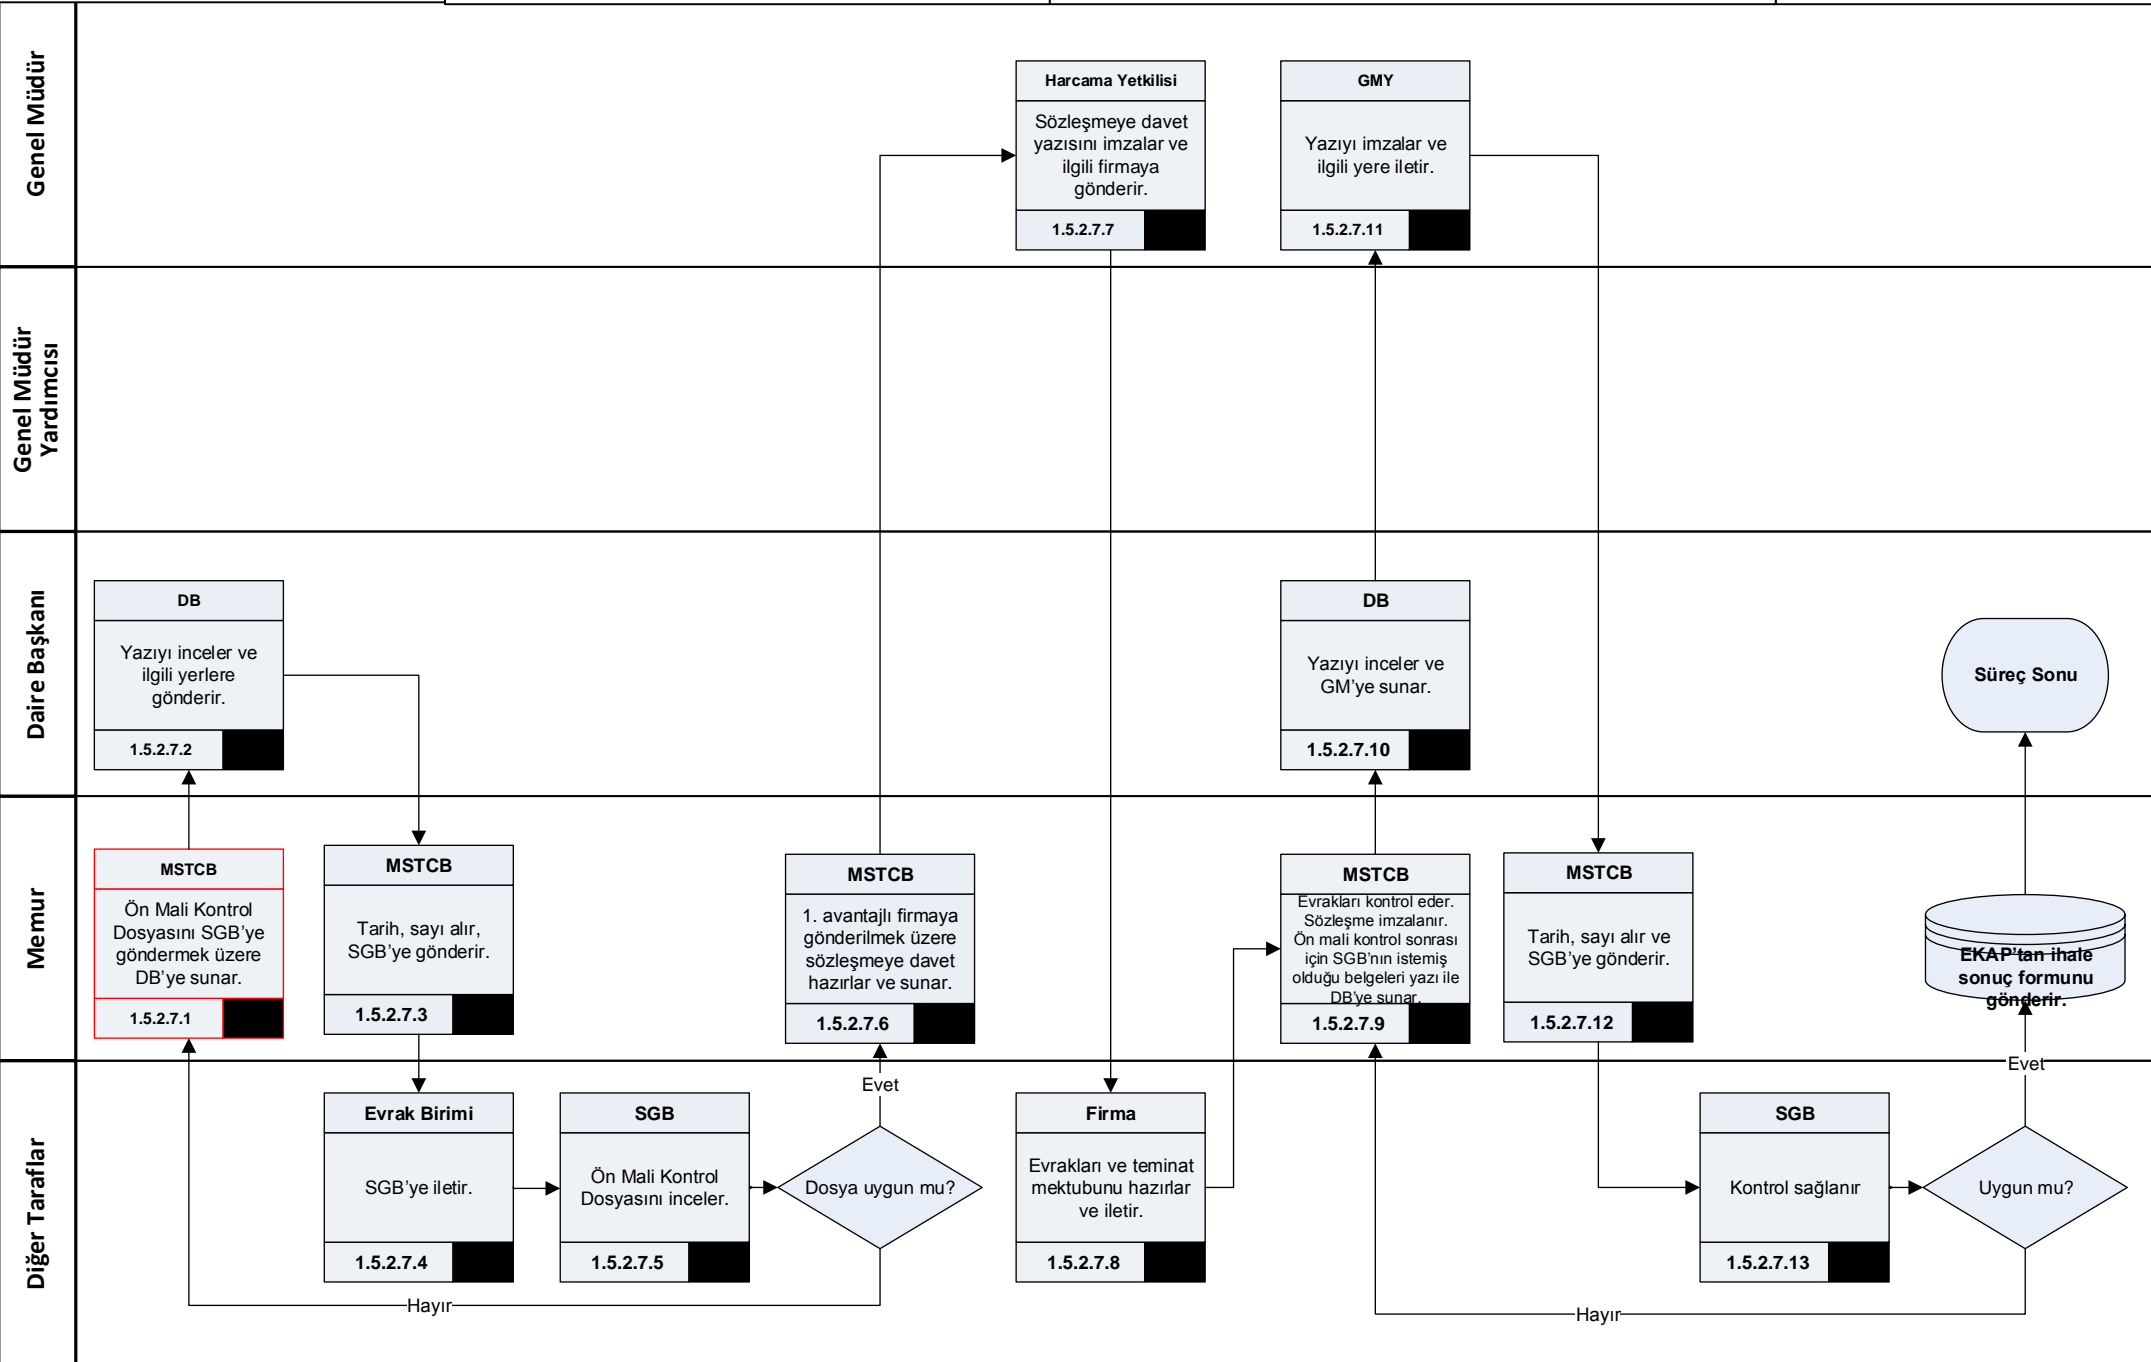 Genel Müdür
Harcama Yetkilisi
Sözleşmeye davet
yazısını imzalar ve
ilgili firmaya
gönderir.
1.5.2.7.7
GMY
Yazıyı imzalar ve
ilgili yere iletir.
1.5.2.7.11
Genel Müdür
Yardımcısı
Daire Başkanı
DB
Yazıyı inceler ve
ilgili yerlere
gönderir.
1.5.2.7.2
DB
Yazıyı inceler ve
GM’ye sunar.
1.5.2.7.10
Süreç Sonu
Memur
MSTCB
Ön Mali Kontrol
Dosyasını SGB’ye
göndermek üzere
DB’ye sunar.
1.5.2.7.1
MSTCB
Tarih, sayı alır,
SGB’ye gönderir.
1.5.2.7.3
MSTCB
1. avantajlı firmaya
gönderilmek üzere
sözleşmeye davet
hazırlar ve sunar.
1.5.2.7.6
MSTCB
Evrakları kontrol eder.
Sözleşme imzalanır.
Ön mali kontrol sonrası
için SGB’nın istemiş
olduğu belgeleri yazı ile
DB’ye sunar.
1.5.2.7.9
MSTCB
Tarih, sayı alır ve
SGB’ye gönderir.
1.5.2.7.12
EKAP’tan ihale
sonuç formunu
gönderir.
Diğer Taraflar
Evrak Birimi
SGB’ye iletir.
1.5.2.7.4
SGB
Ön Mali Kontrol
Dosyasını inceler.
1.5.2.7.5
Evet
Dosya uygun mu?
Hayır
Firma
Evrakları ve teminat
mektubunu hazırlar
ve iletir.
1.5.2.7.8
SGB
Kontrol sağlanır
1.5.2.7.13
Evet
Uygun mu?
Hayır